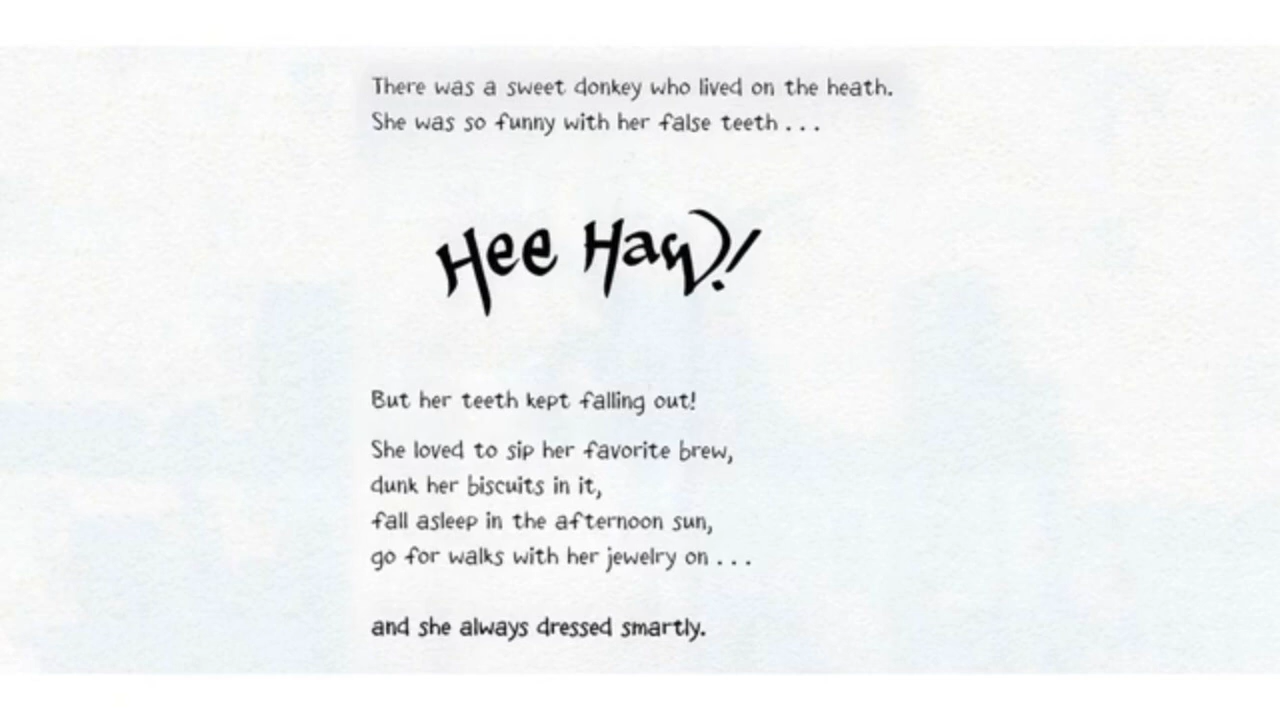 There was a sweet donkey who lived on the heath.
She was so funny with her false teeth . . .
Hee Haw!
But her teeth kept falling out!
She loved to sip her favorite brew,
dunk her biscuits in it,
fall asleep in the afternoon sun,
go for walks with her jewelry on . . .
and she always dressed smartly.